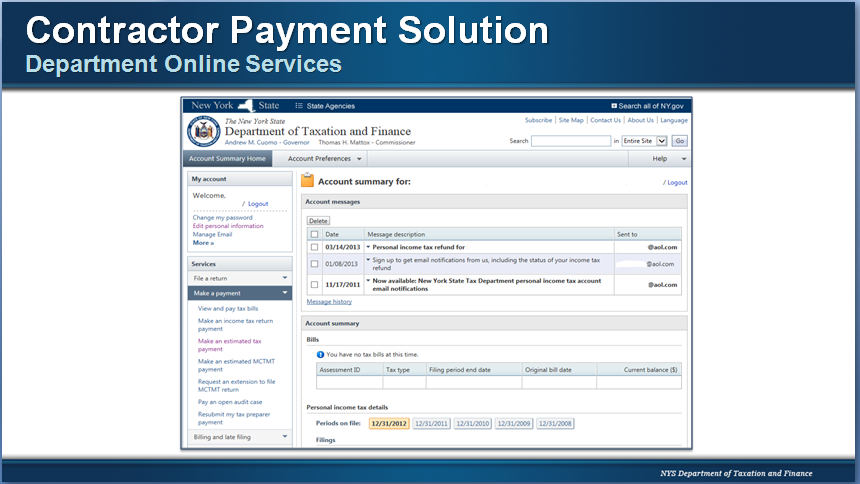 Contractor Payment Solution
Department Online Services
New York State
State Agencies
Search all of NY.gov
The New York State
Department of Taxation and Finance
Andrew M. Cuomo - Governor Thomas H. Mattox - Commissioner
Subscribe | Site Map | Contact Us | About Us | Language
Search in Entire Site Go
Account Summary Home
Account Preferences
Help
My account
Welcome,
/ Logout
Change my password
Edit personal information
Manage Email
More »
Services
File a return
Make a payment
View and pay tax bills
Make an income tax return
payment
Make an estimated tax
payment
Make an estimated MCTMT
payment
Request an extension to file
MCTMT return
Pay an open audit case
Resubmit my tax preparer
payment
Billing and late filing
Account summary for:
/ Logout
Account messages
Delete
Date Message description Sent to
03/14/2013 Personal income tax refund for @aol.com
01/08/2013 Sign up to get email notifications from us, including the status of your income tax
refund @aol.com
11/17/2011 Now available: New York State Tax Department personal income tax account
email notifications @aol.com
Message history
Account summary
Bills
You have no tax bills at this time.
Assessment ID Tax type Filing period end date Original bill date Current balance ($)
Personal income tax details
Periods on file: 12/31/2012 12/31/2011 12/31/2010 12/31/2009 12/31/2008
Filings
NYS Department of Taxation and Finance